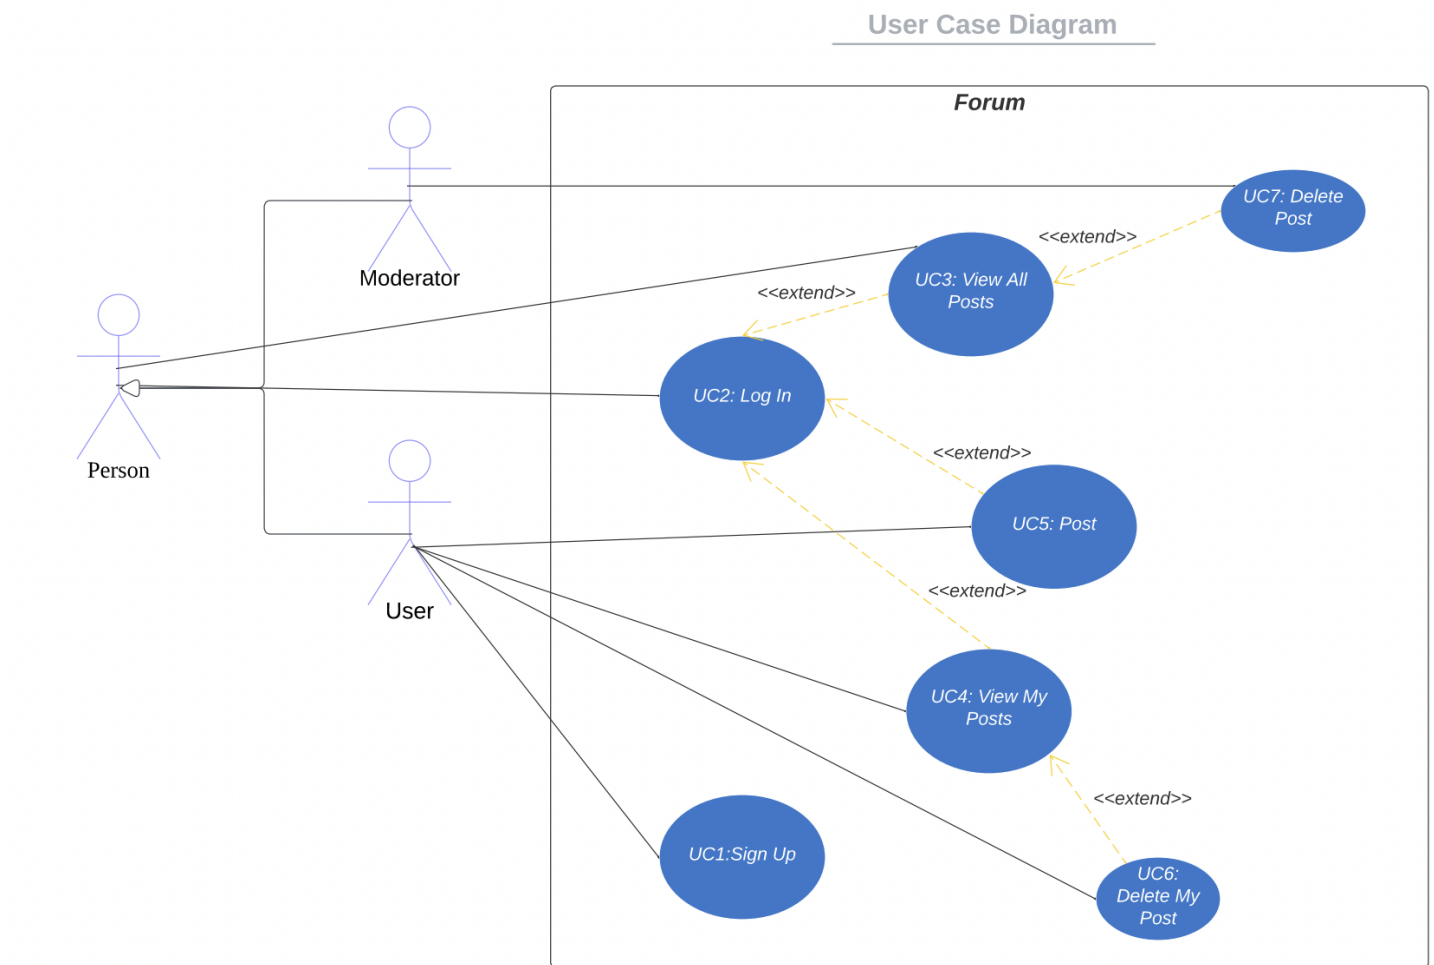 User Case Diagram
Forum
UC7: Delete
Post
<<extend>>
UC3: View All
Posts
Moderator
<<extend>>
UC2: Log In
<<extend>>
Person
UC5: Post
<<extend>>
User
UC4: View My
Posts
<<extend>>
UC1:Sign Up
UC6:
Delete My
Post